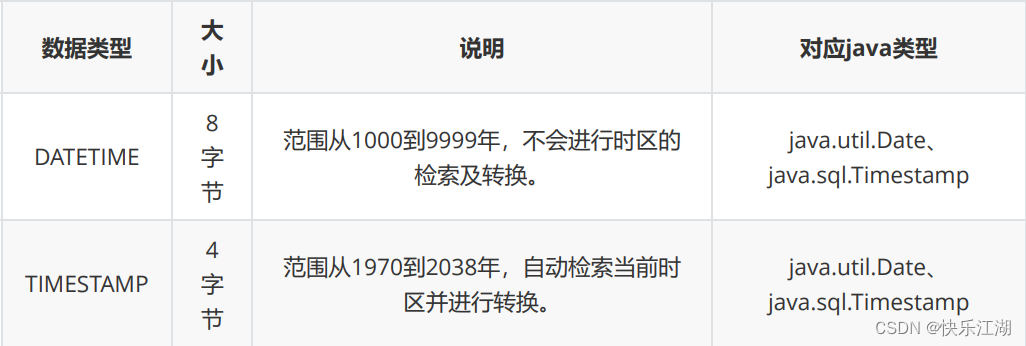 数据类型
大
小
说明
对应java类型
DATETIME
8
字
节
范围从1000到9999年，不会进行时区的
检索及转换。
java.util.Date、
java.sql.Timestamp
TIMESTAMP
4
字
节
范围从1970到2038年，自动检索当前时
区并进行转换。
java.util.Date、
java.sql.Timestamp
CSDN @快乐江湖